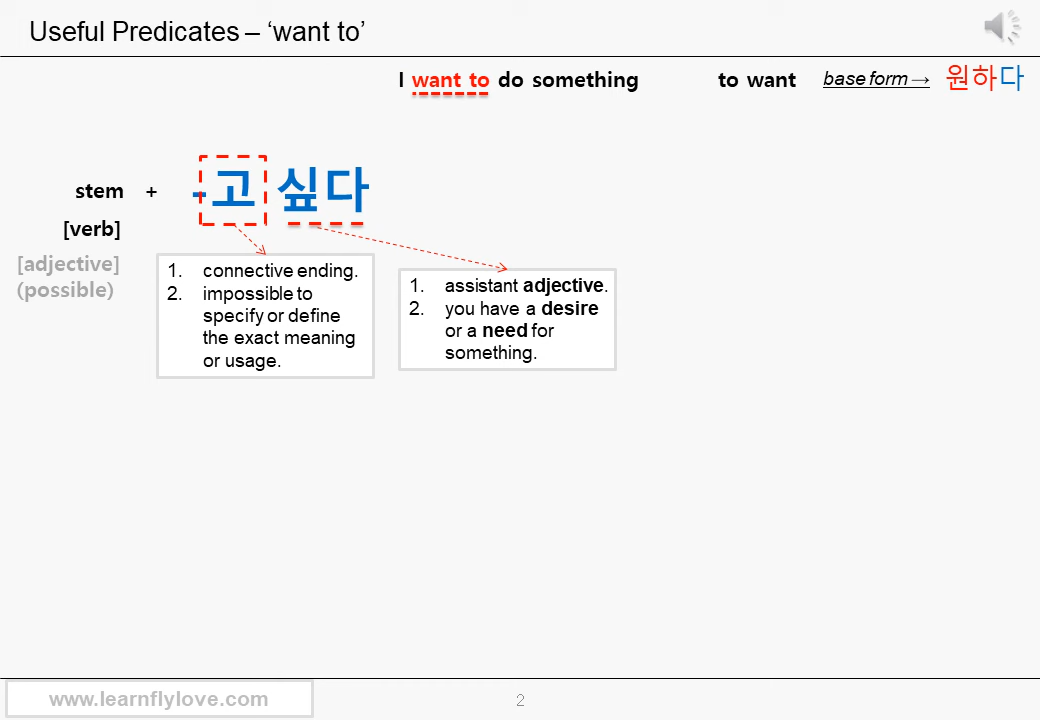 Useful Predicates – ‘want to’
I want to do something to want base form → 원하다
stem + -고 싶다
[verb]
[adjective]
(possible)
1. connective ending.
2. impossible to
specify or define
the exact meaning
or usage.
1. assistant adjective.
2. you have a desire
or a need for
something.
www.learnflylove.com
2